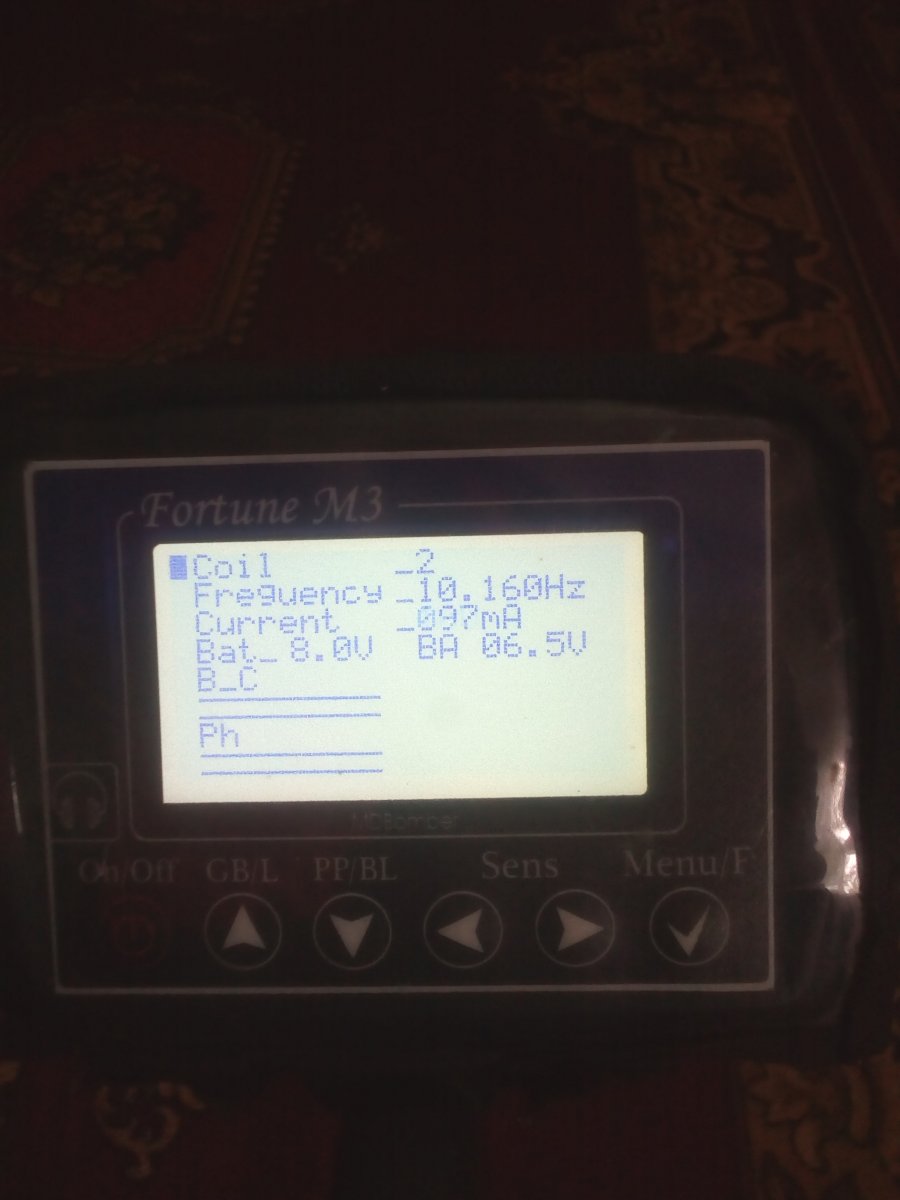 Fortune M3
Coil _2
Frequency _10.160Hz
Current _097mA
Bat_ 8.0V BA 06.5V
B_C
Ph
MDBomber
On/Off GB/L PP/BL Sens Menu/F